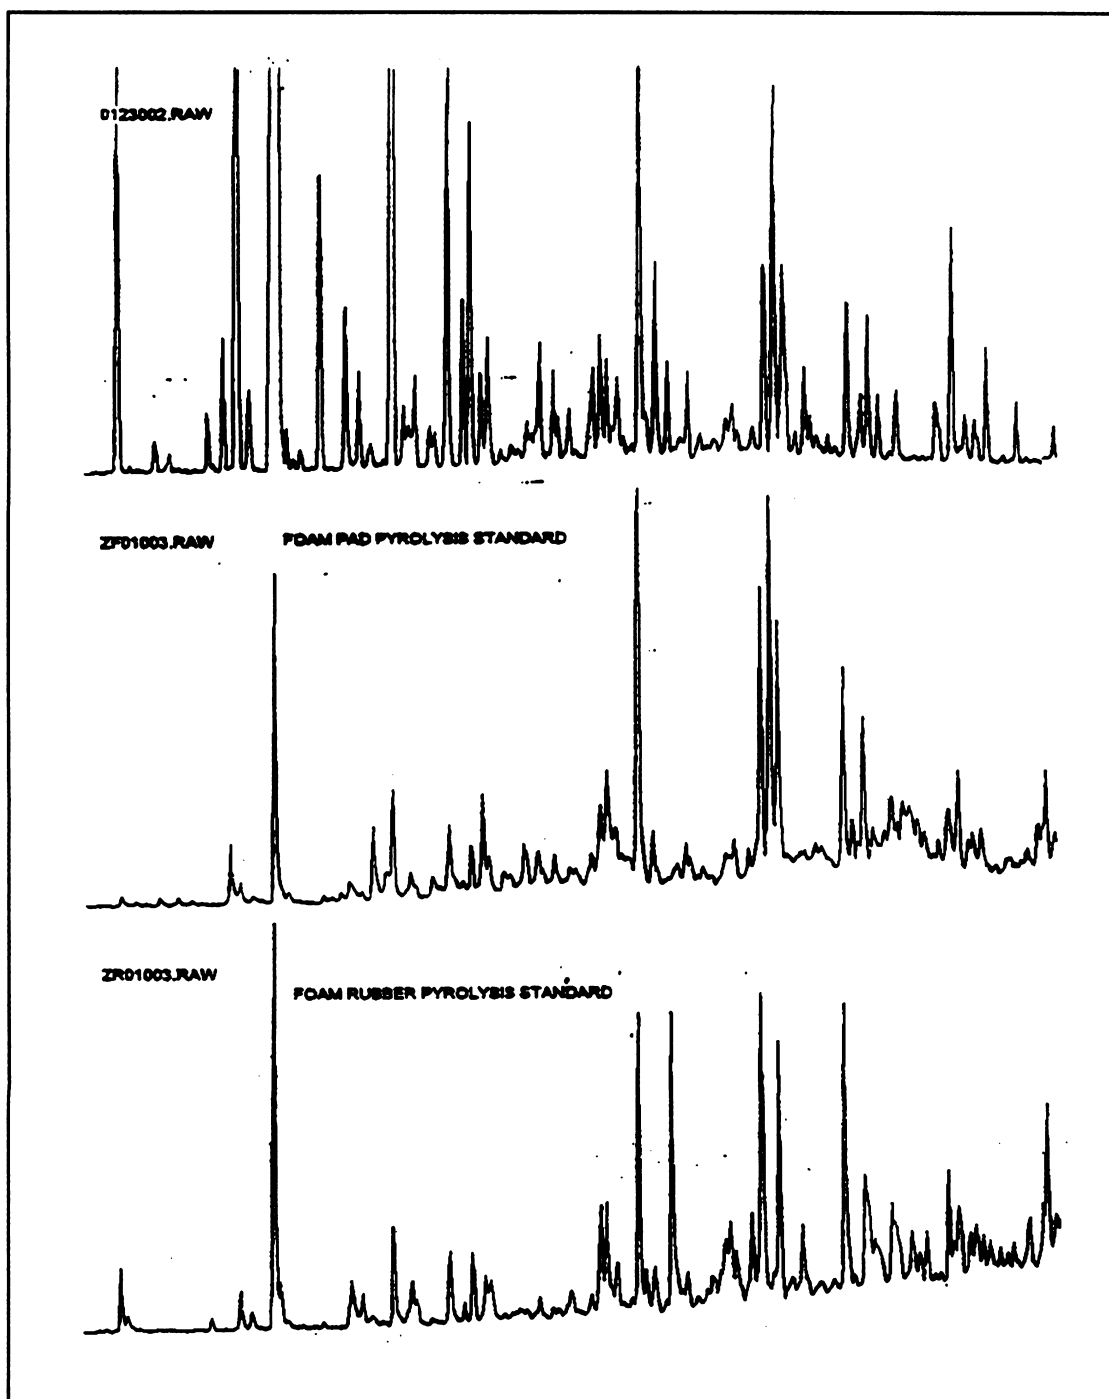 0123002.RAW
ZF01003.RAW FOAM PAD PYROLYSIS STANDARD
ZR01003.RAW
FOAM RUBBER PYROLYSIS STANDARD